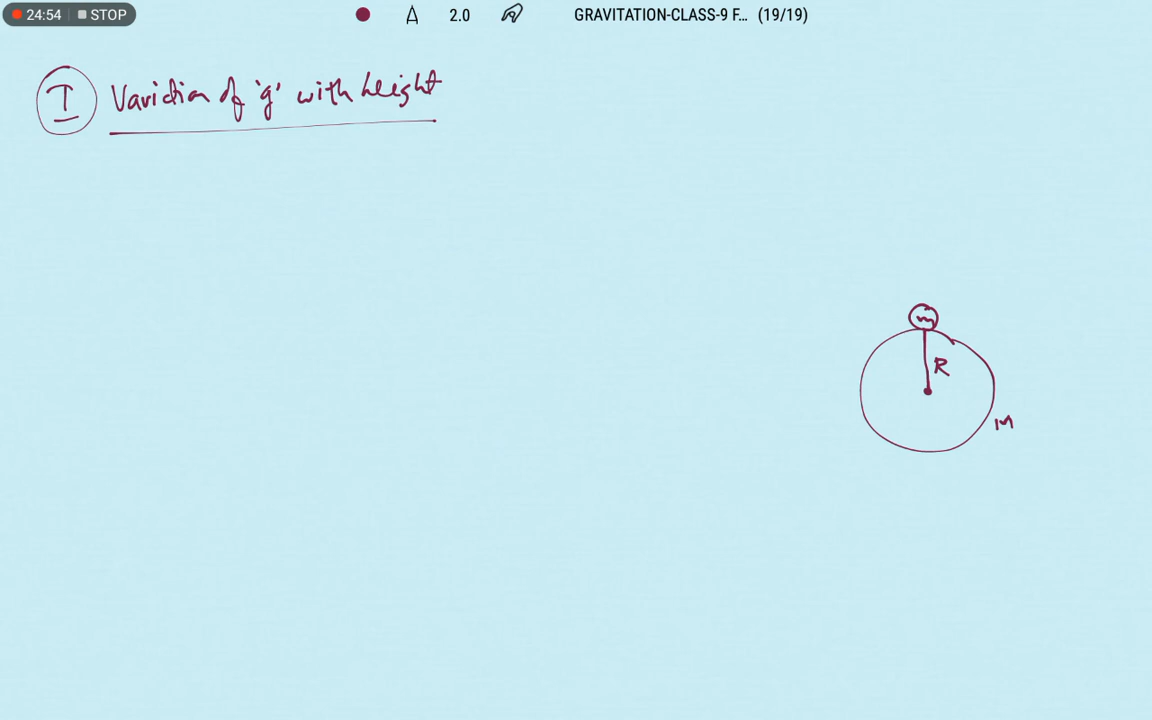 24:54 STOP 2.0 GRAVITATION-CLASS-9 F... (19/19)
I Variation of 'g' with height
m
R
M